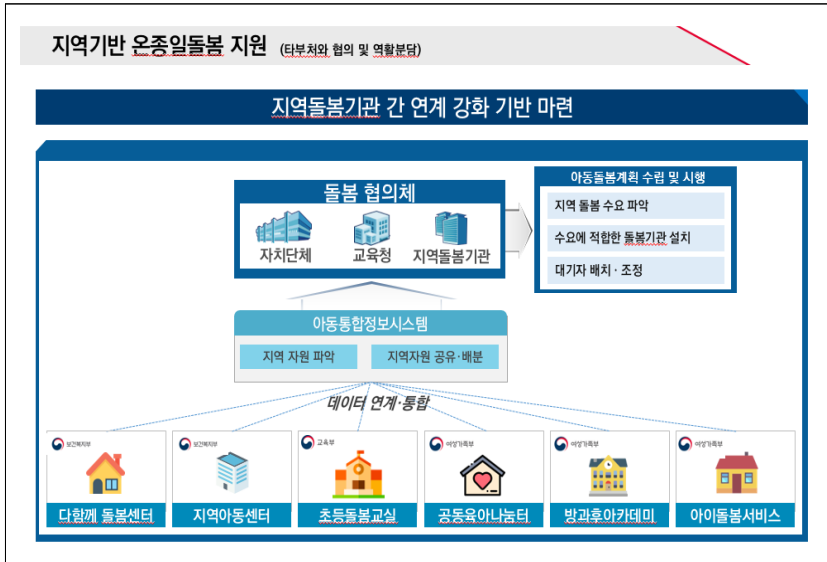 지역기반 온종일돌봄 지원 (타부처와 협의 및 역활분담)
지역돌봄기관 간 연계 강화 기반 마련
돌봄 협의체
자치단체 교육청 지역돌봄기관
아동돌봄계획 수립 및 시행
지역 돌봄 수요 파악
수요에 적합한 돌봄기관 설치
대기자 배치·조정
아동통합정보시스템
지역 자원 파악 지역자원 공유·배분
데이터 연계·통합
보건복지부 보건복지부 교육부 여성가족부 여성가족부 여성가족부
다함께 돌봄센터 지역아동센터 초등돌봄교실 공동육아나눔터 방과후아카데미 아이돌봄서비스